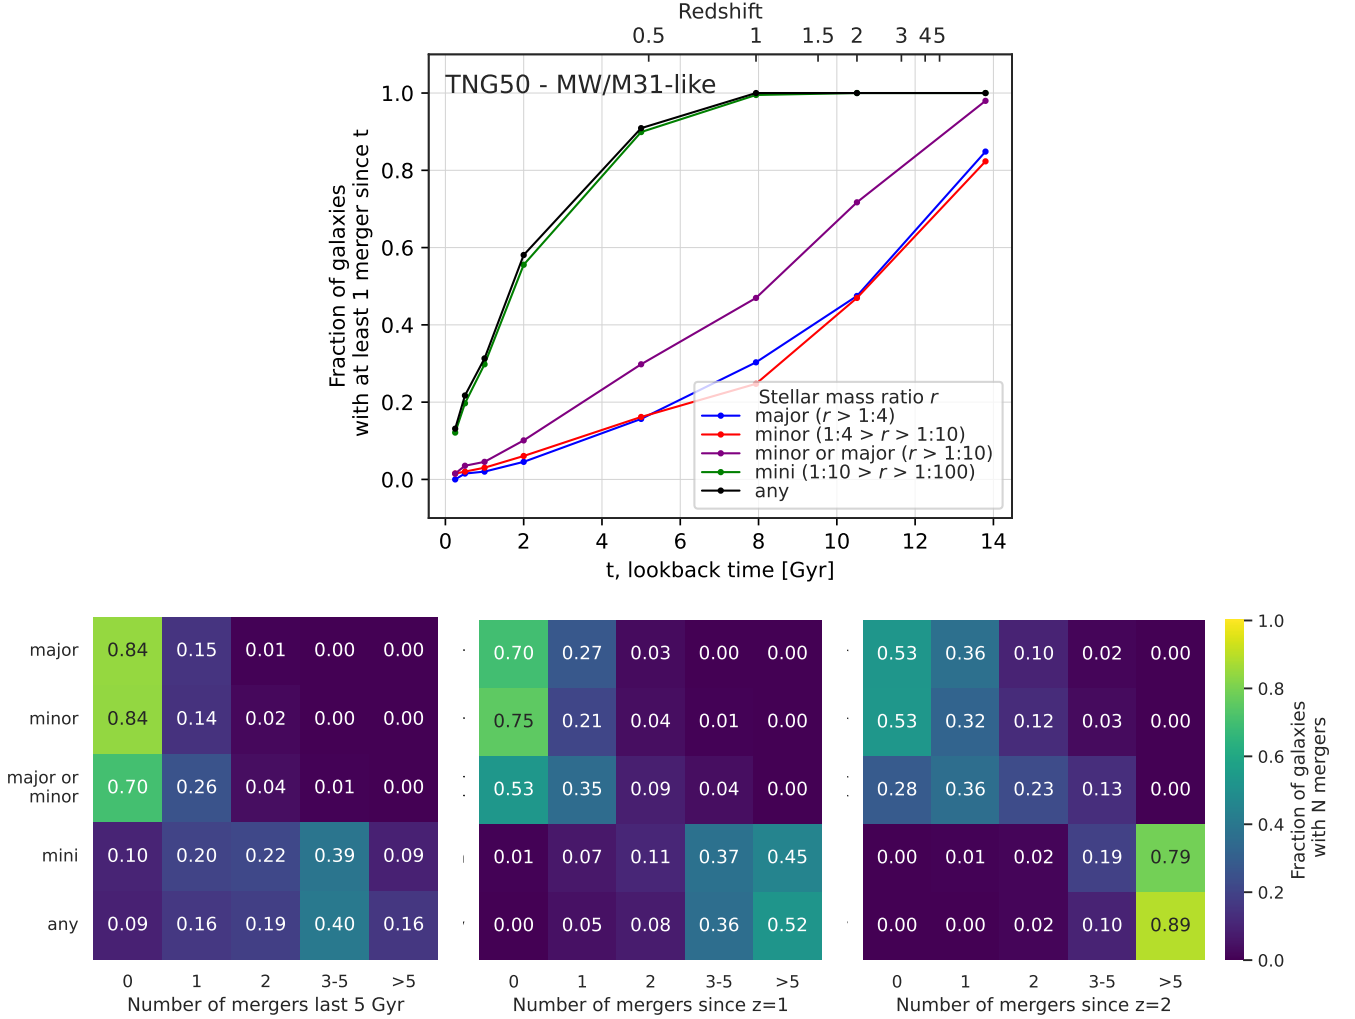 Redshift
0.5 1 1.5 2 3 4 5
TNG50 - MW/M31-like
Fraction of galaxies
with at least 1 merger since t
1.0
0.8
0.6
0.4
0.2
0.0
Stellar mass ratio r
major (r > 1:4)
minor (1:4 > r > 1:10)
minor or major (r > 1:10)
mini (1:10 > r > 1:100)
any
0 2 4 6 8 10 12 14
t, lookback time [Gyr]
major 0.84 0.15 0.01 0.00 0.00
minor 0.84 0.14 0.02 0.00 0.00
major or
minor 0.70 0.26 0.04 0.01 0.00
mini 0.10 0.20 0.22 0.39 0.09
any 0.09 0.16 0.19 0.40 0.16
0 1 2 3-5 >5
Number of mergers last 5 Gyr
0.70 0.27 0.03 0.00 0.00
0.75 0.21 0.04 0.01 0.00
0.53 0.35 0.09 0.04 0.00
0.01 0.07 0.11 0.37 0.45
0.00 0.05 0.08 0.36 0.52
0 1 2 3-5 >5
Number of mergers since z=1
0.53 0.36 0.10 0.02 0.00
0.53 0.32 0.12 0.03 0.00
0.28 0.36 0.23 0.13 0.00
0.00 0.01 0.02 0.19 0.79
0.00 0.00 0.02 0.10 0.89
0 1 2 3-5 >5
Number of mergers since z=2
1.0
0.8
0.6
0.4
0.2
0.0
Fraction of galaxies
with N mergers